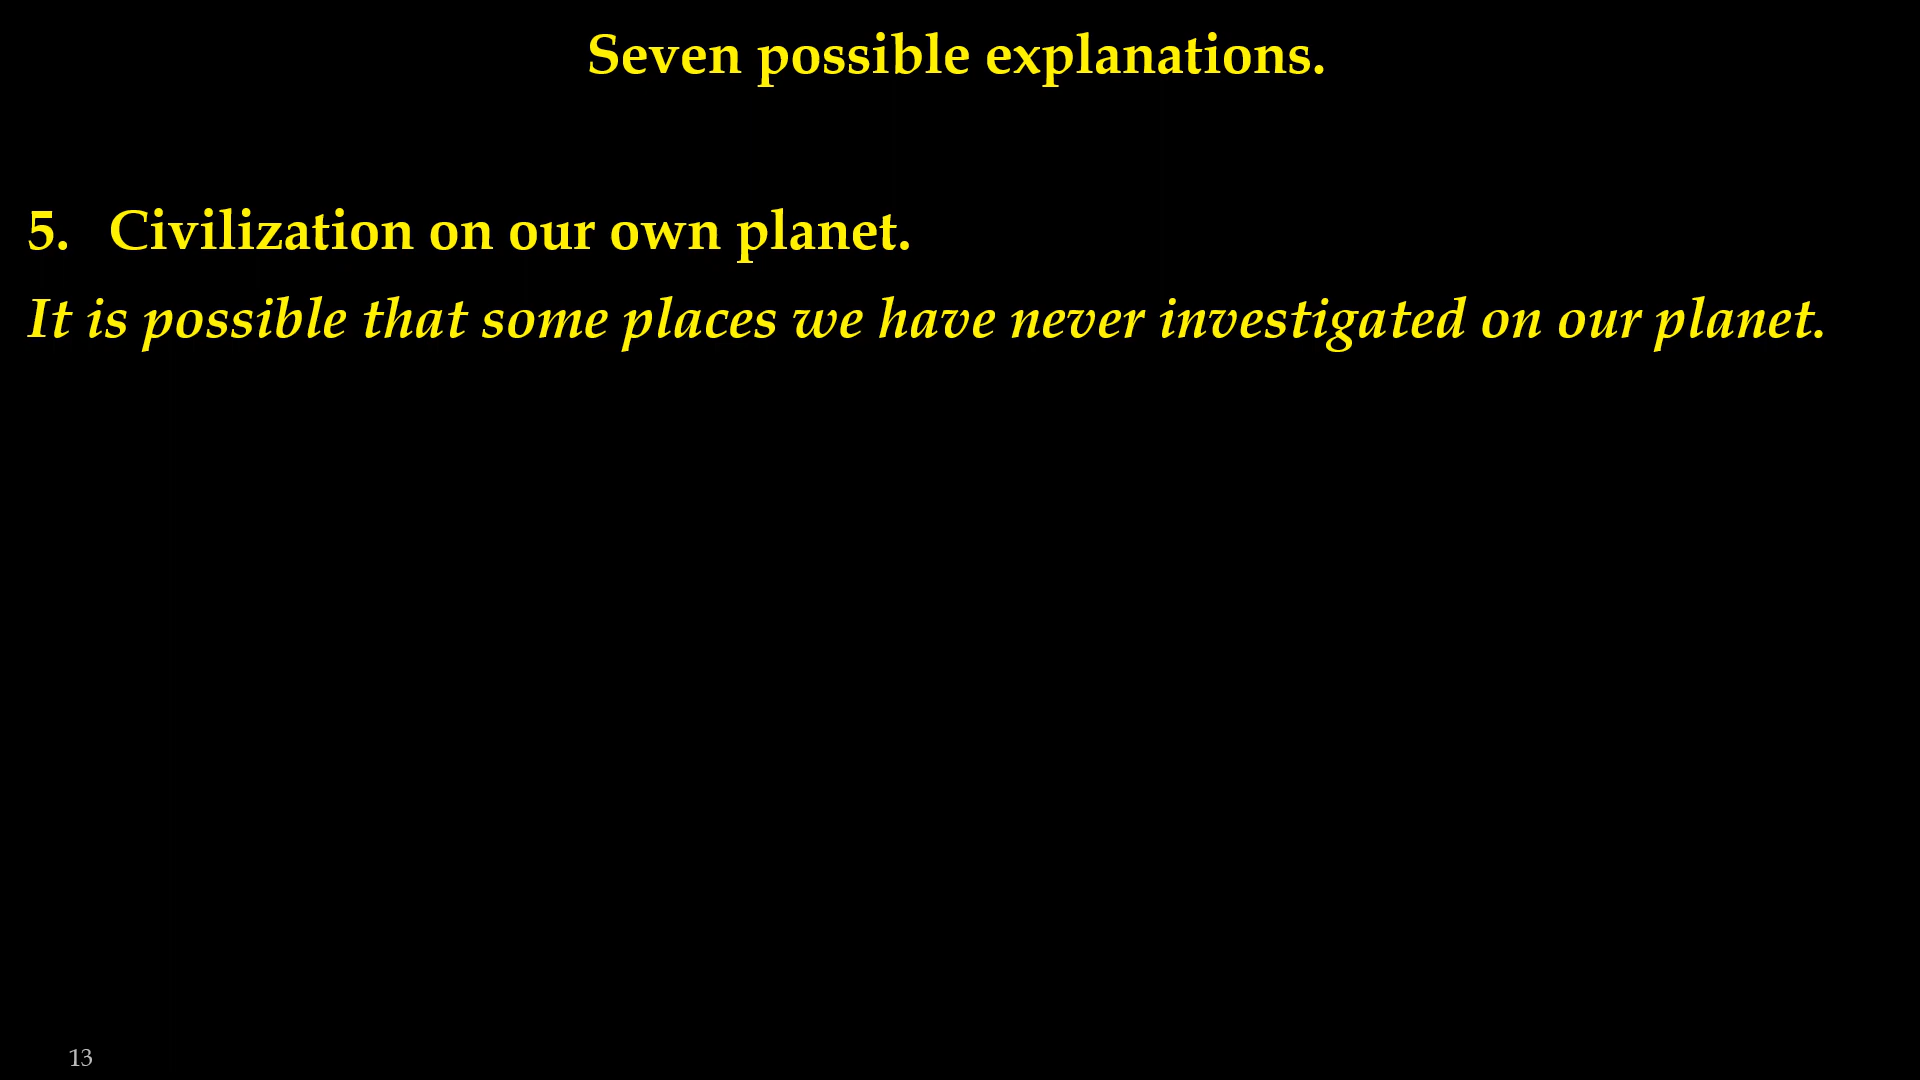 Seven possible explanations.
5. Civilization on our own planet.
It is possible that some places we have never investigated on our planet.
13